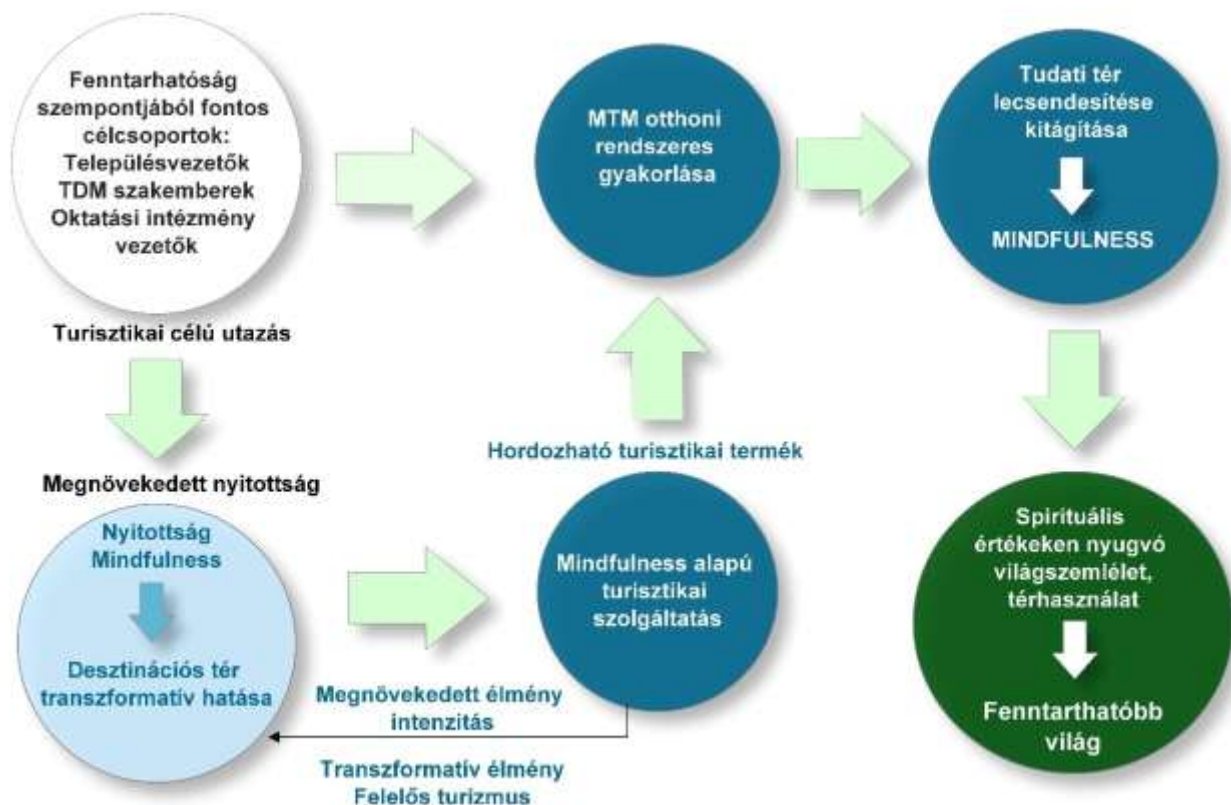 Fenntarhatóság
szempontjából fontos
célcsoportok:
Településvezetők
TDM szakemberek
Oktatási intézmény
vezetők
MTM otthoni
rendszeres
gyakorlása
Tudati tér
lecsendesítése
kitágítása
MINDFULNESS
Turisztikai célú utazás
Megnövekedett nyitottság
Nyitottság
Mindfulness
Desztinációs tér
transzformatív hatása
Hordozható turisztikai termék
Mindfulness alapú
turisztikai
szolgáltatás
Megnövekedett élmény
intenzitás
Transzformatív élmény
Felelős turizmus
Spirituális
értékeken nyugvó
világszemlélet,
térhasználat
Fenntarthatóbb
világ